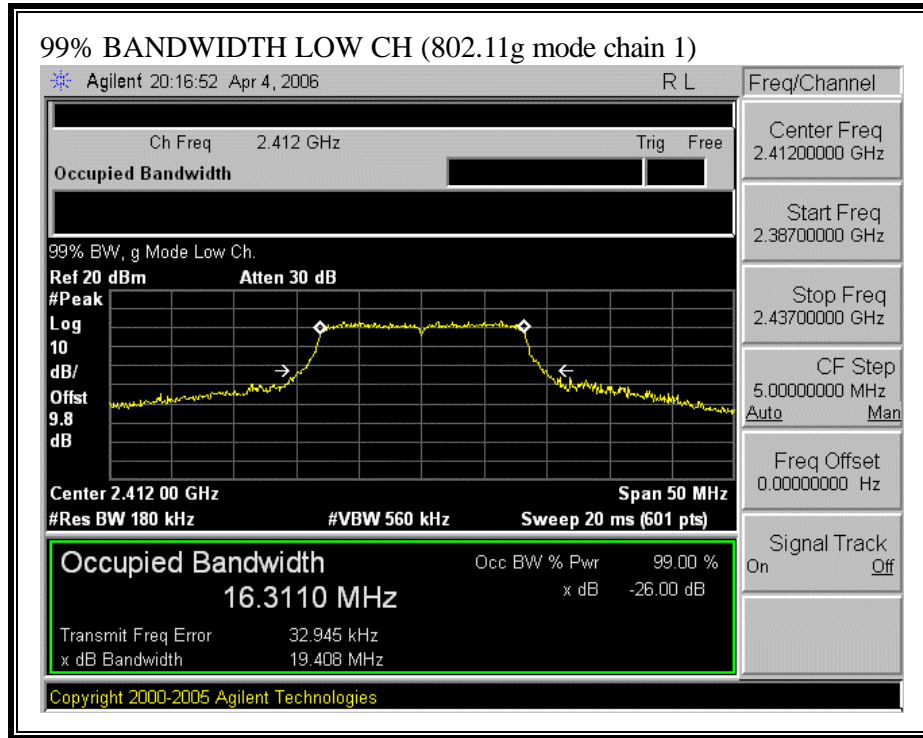 99% BANDWIDTH LOW CH (802.11g mode chain 1)
Agilent 20:16:52 Apr 4, 2006 R L
Freq/Channel
Ch Freq 2.412 GHz Trig Free
Occupied Bandwidth
Center Freq
2.41200000 GHz
Start Freq
2.38700000 GHz
Stop Freq
2.43700000 GHz
CF Step
5.00000000 MHz
Auto Man
Freq Offset
0.00000000 Hz
Signal Track
On Off
99% BW, g Mode Low Ch.
Ref 20 dBm Atten 30 dB
#Peak
Log
10
dB/
Offst
9.8
dB
Center 2.412 00 GHz Span 50 MHz
#Res BW 180 kHz #VBW 560 kHz Sweep 20 ms (601 pts)
Occupied Bandwidth
16.3110 MHz
Occ BW % Pwr 99.00 %
x dB -26.00 dB
Transmit Freq Error 32.945 kHz
x dB Bandwidth 19.408 MHz
Copyright 2000-2005 Agilent Technologies